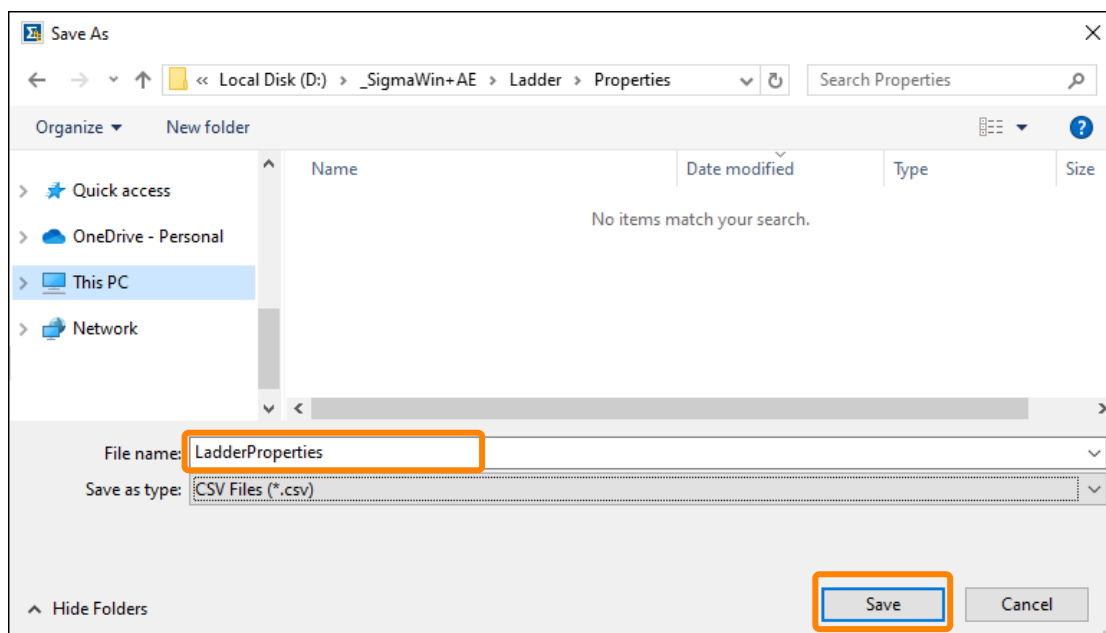 Save As
« Local Disk (D:) > _SigmaWin+AE > Ladder > Properties
Search Properties
Organize
New folder
?
Name
Date modified
Type
Size
Quick access
No items match your search.
OneDrive - Personal
This PC
Network
File name: LadderProperties
Save as type: CSV Files (*.csv)
Hide Folders
Save
Cancel